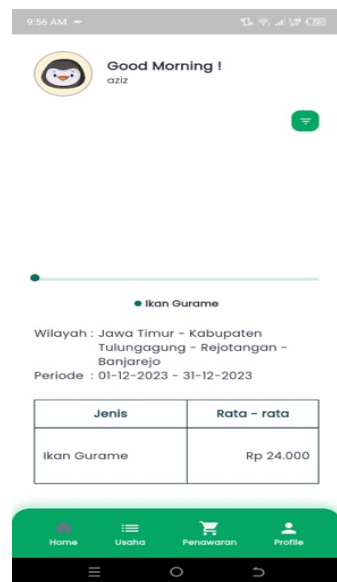 9:56 AM
Good Morning !
aziz
Ikan Gurame
Wilayah : Jawa Timur - Kabupaten
Tulungagung - Rejotangan -
Banjarejo
Periode : 01-12-2023 - 31-12-2023
Jenis Rata - rata
Ikan Gurame Rp 24.000
Home Usaha Penawaran Profile